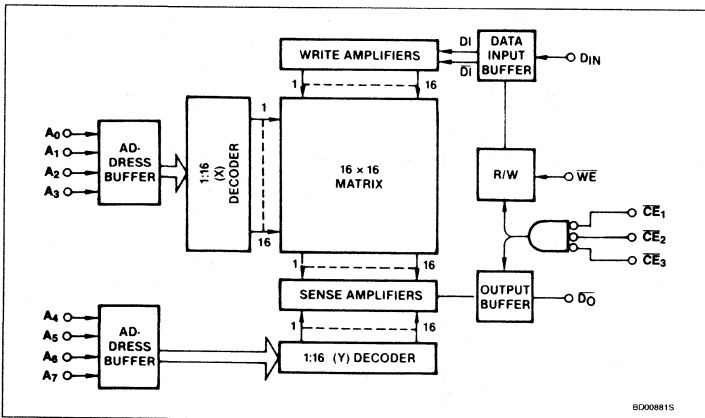 DI
DI
WRITE AMPLIFIERS
DATA
INPUT
BUFFER
DIN
1
16
A0
A1
A2
A3
AD-
DRESS
BUFFER
1:16
(X)
DECODER
1
16
16 × 16
MATRIX
R/W
WE
CE1
CE2
CE3
1
16
SENSE AMPLIFIERS
OUTPUT
BUFFER
DO
1
16
A4
A5
A6
A7
AD-
DRESS
BUFFER
1:16 (Y) DECODER
BD00881S